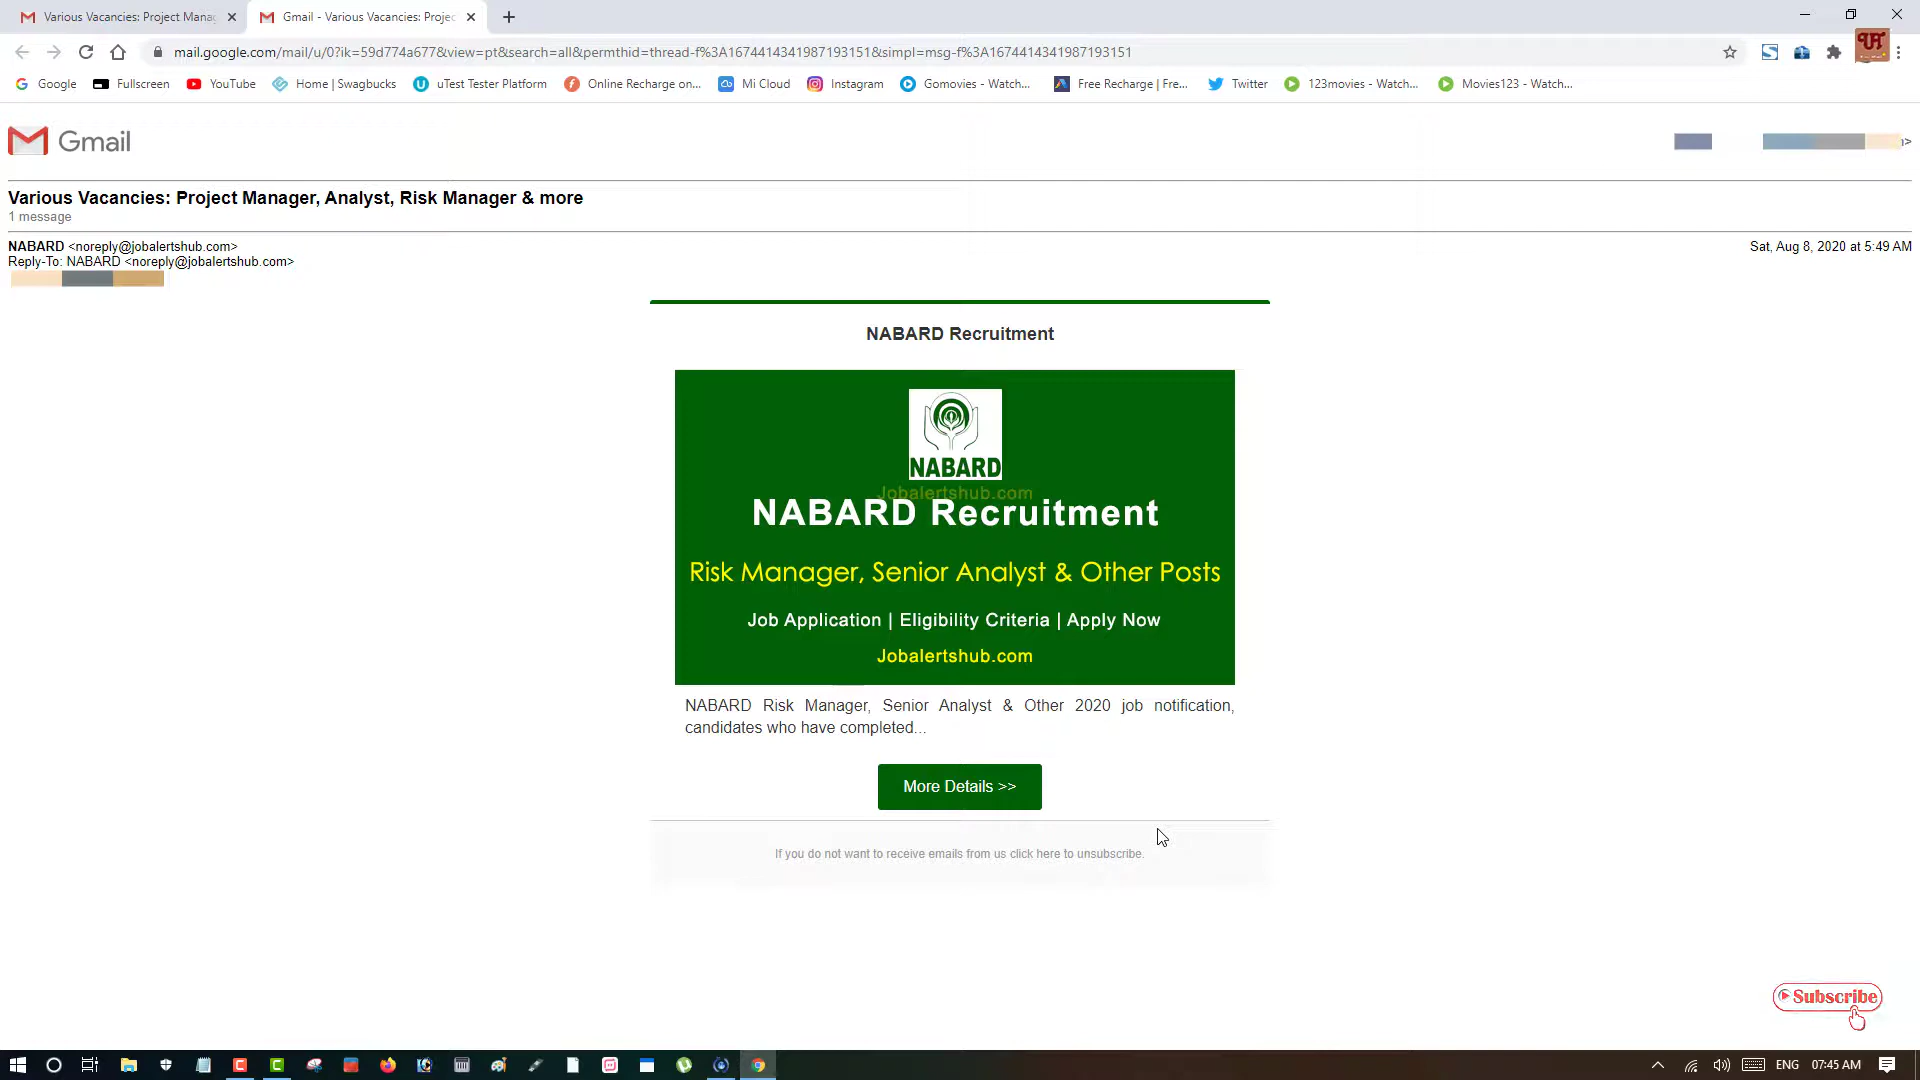 Various Vacancies: Project Mana
Gmail - Various Vacancies: Projec
mail.google.com/mail/u/0?ik=59d774a677&view=pt&search=all&permthid=thread-f%3A1674414341987193151&simpl=msg-f%3A1674414341987193151
Google
Fullscreen
YouTube
Home | Swagbucks
uTest Tester Platform
Online Recharge on...
Mi Cloud
Instagram
Gomovies - Watch...
Free Recharge | Fre...
Twitter
123movies - Watch...
Movies123 - Watch...
Gmail
Various Vacancies: Project Manager, Analyst, Risk Manager & more
1 message
NABARD <noreply@jobalertshub.com>
Sat, Aug 8, 2020 at 5:49 AM
Reply-To: NABARD <noreply@jobalertshub.com>
NABARD Recruitment
NABARD
Jobalertshub.com
NABARD Recruitment
Risk Manager, Senior Analyst & Other Posts
Job Application | Eligibility Criteria | Apply Now
Jobalertshub.com
NABARD Risk Manager, Senior Analyst & Other 2020 job notification,
candidates who have completed...
More Details >>
If you do not want to receive emails from us click here to unsubscribe.
Subscribe
ENG
07:45 AM